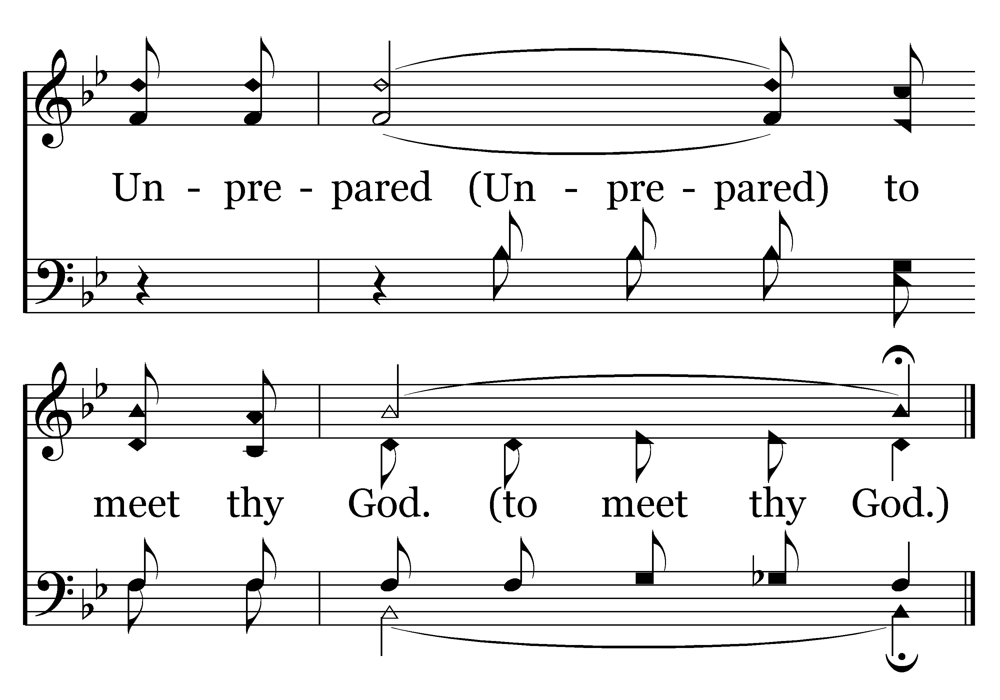 Un - pre - pared (Un - pre - pared) to
meet thy God. (to meet thy God.)